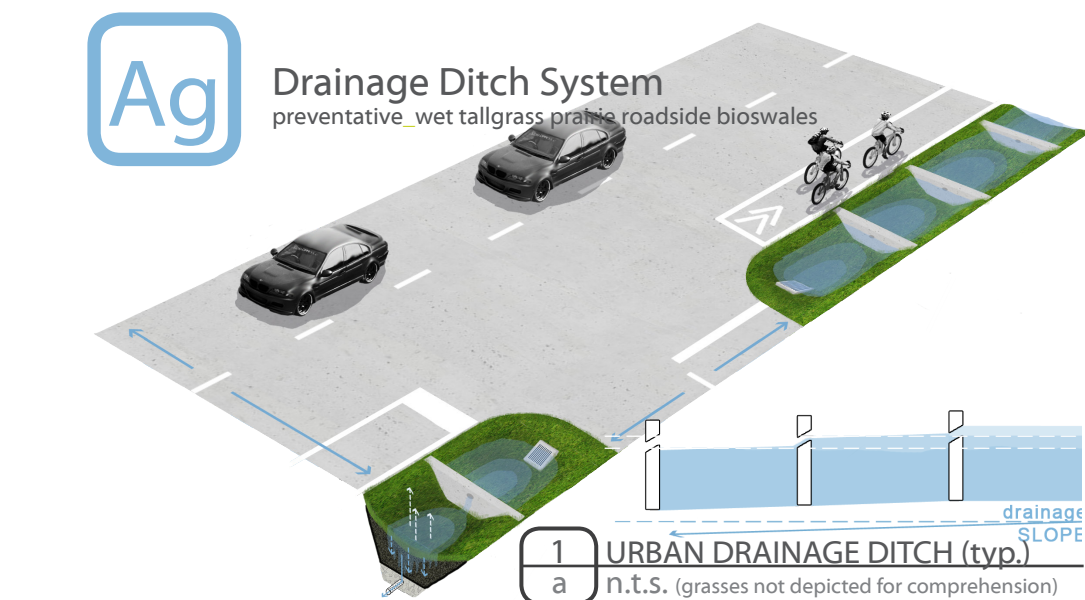 Ag
Drainage Ditch System
preventative_wet tallgrass prairie roadside bioswales
drainage
SLOPE
1
URBAN DRAINAGE DITCH (typ.)
a
n.t.s. (grasses not depicted for comprehension)